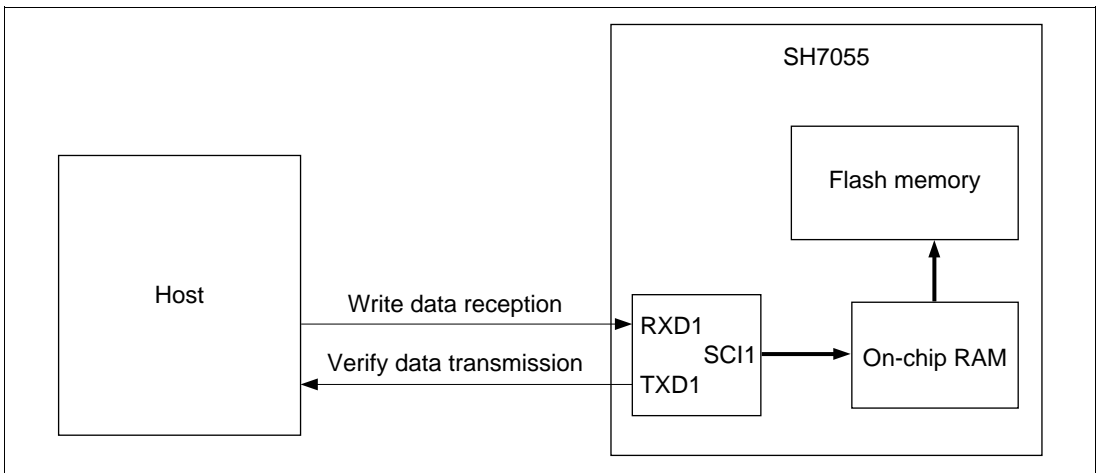 SH7055
Flash memory
Host
Write data reception
RXD1
SCI1
On-chip RAM
Verify data transmission
TXD1